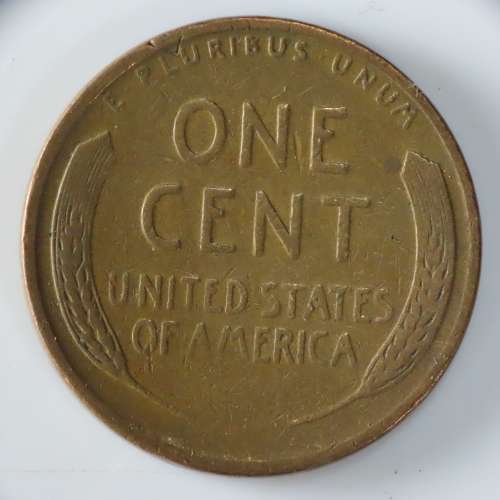 E PLURIBUS UNUM
ONE
CENT
UNITED STATES
OF AMERICA